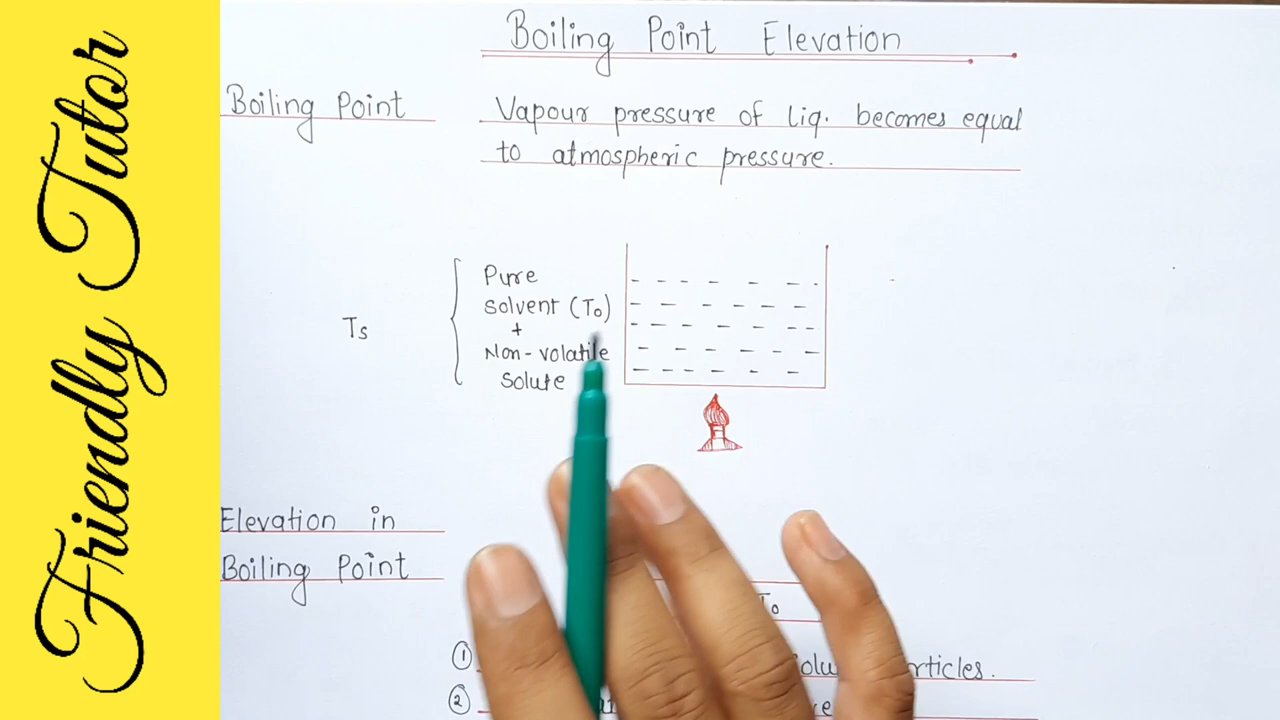 Friendly Tutor
Boiling Point Elevation
Boiling Point
Vapour pressure of liq. becomes equal
to atmospheric pressure.
Pure
Solvent (To)
+
Non-volatile
Solute
Ts
Elevation in
Boiling Point
To
① articles.
②